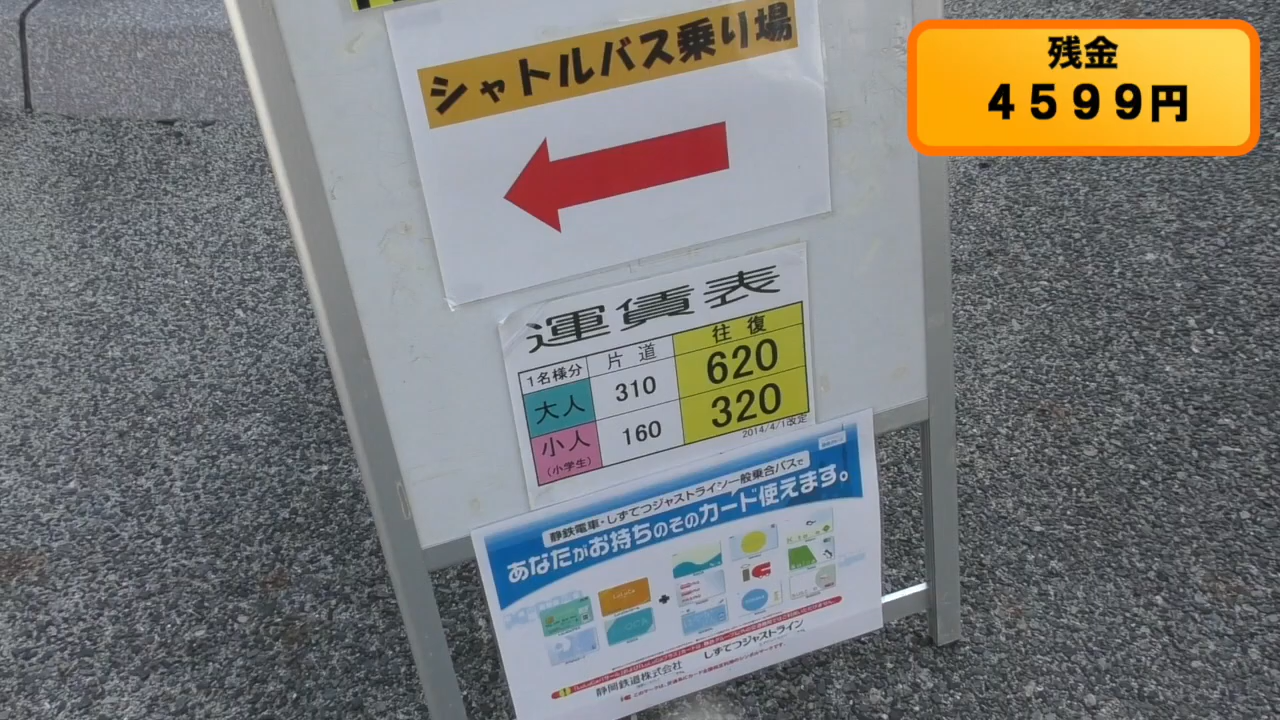 残金
４５９９円
シャトルバス乗り場
運賃表
1名様分 片道 往復
大人 310 620
小人 160 320
(小学生)
2014/4/1改定
静鉄電車・しずてつジャストライン一般乗合バスで
あなたがお持ちのそのカード使えます。
しずてつジャストライン
静岡鉄道株式会社